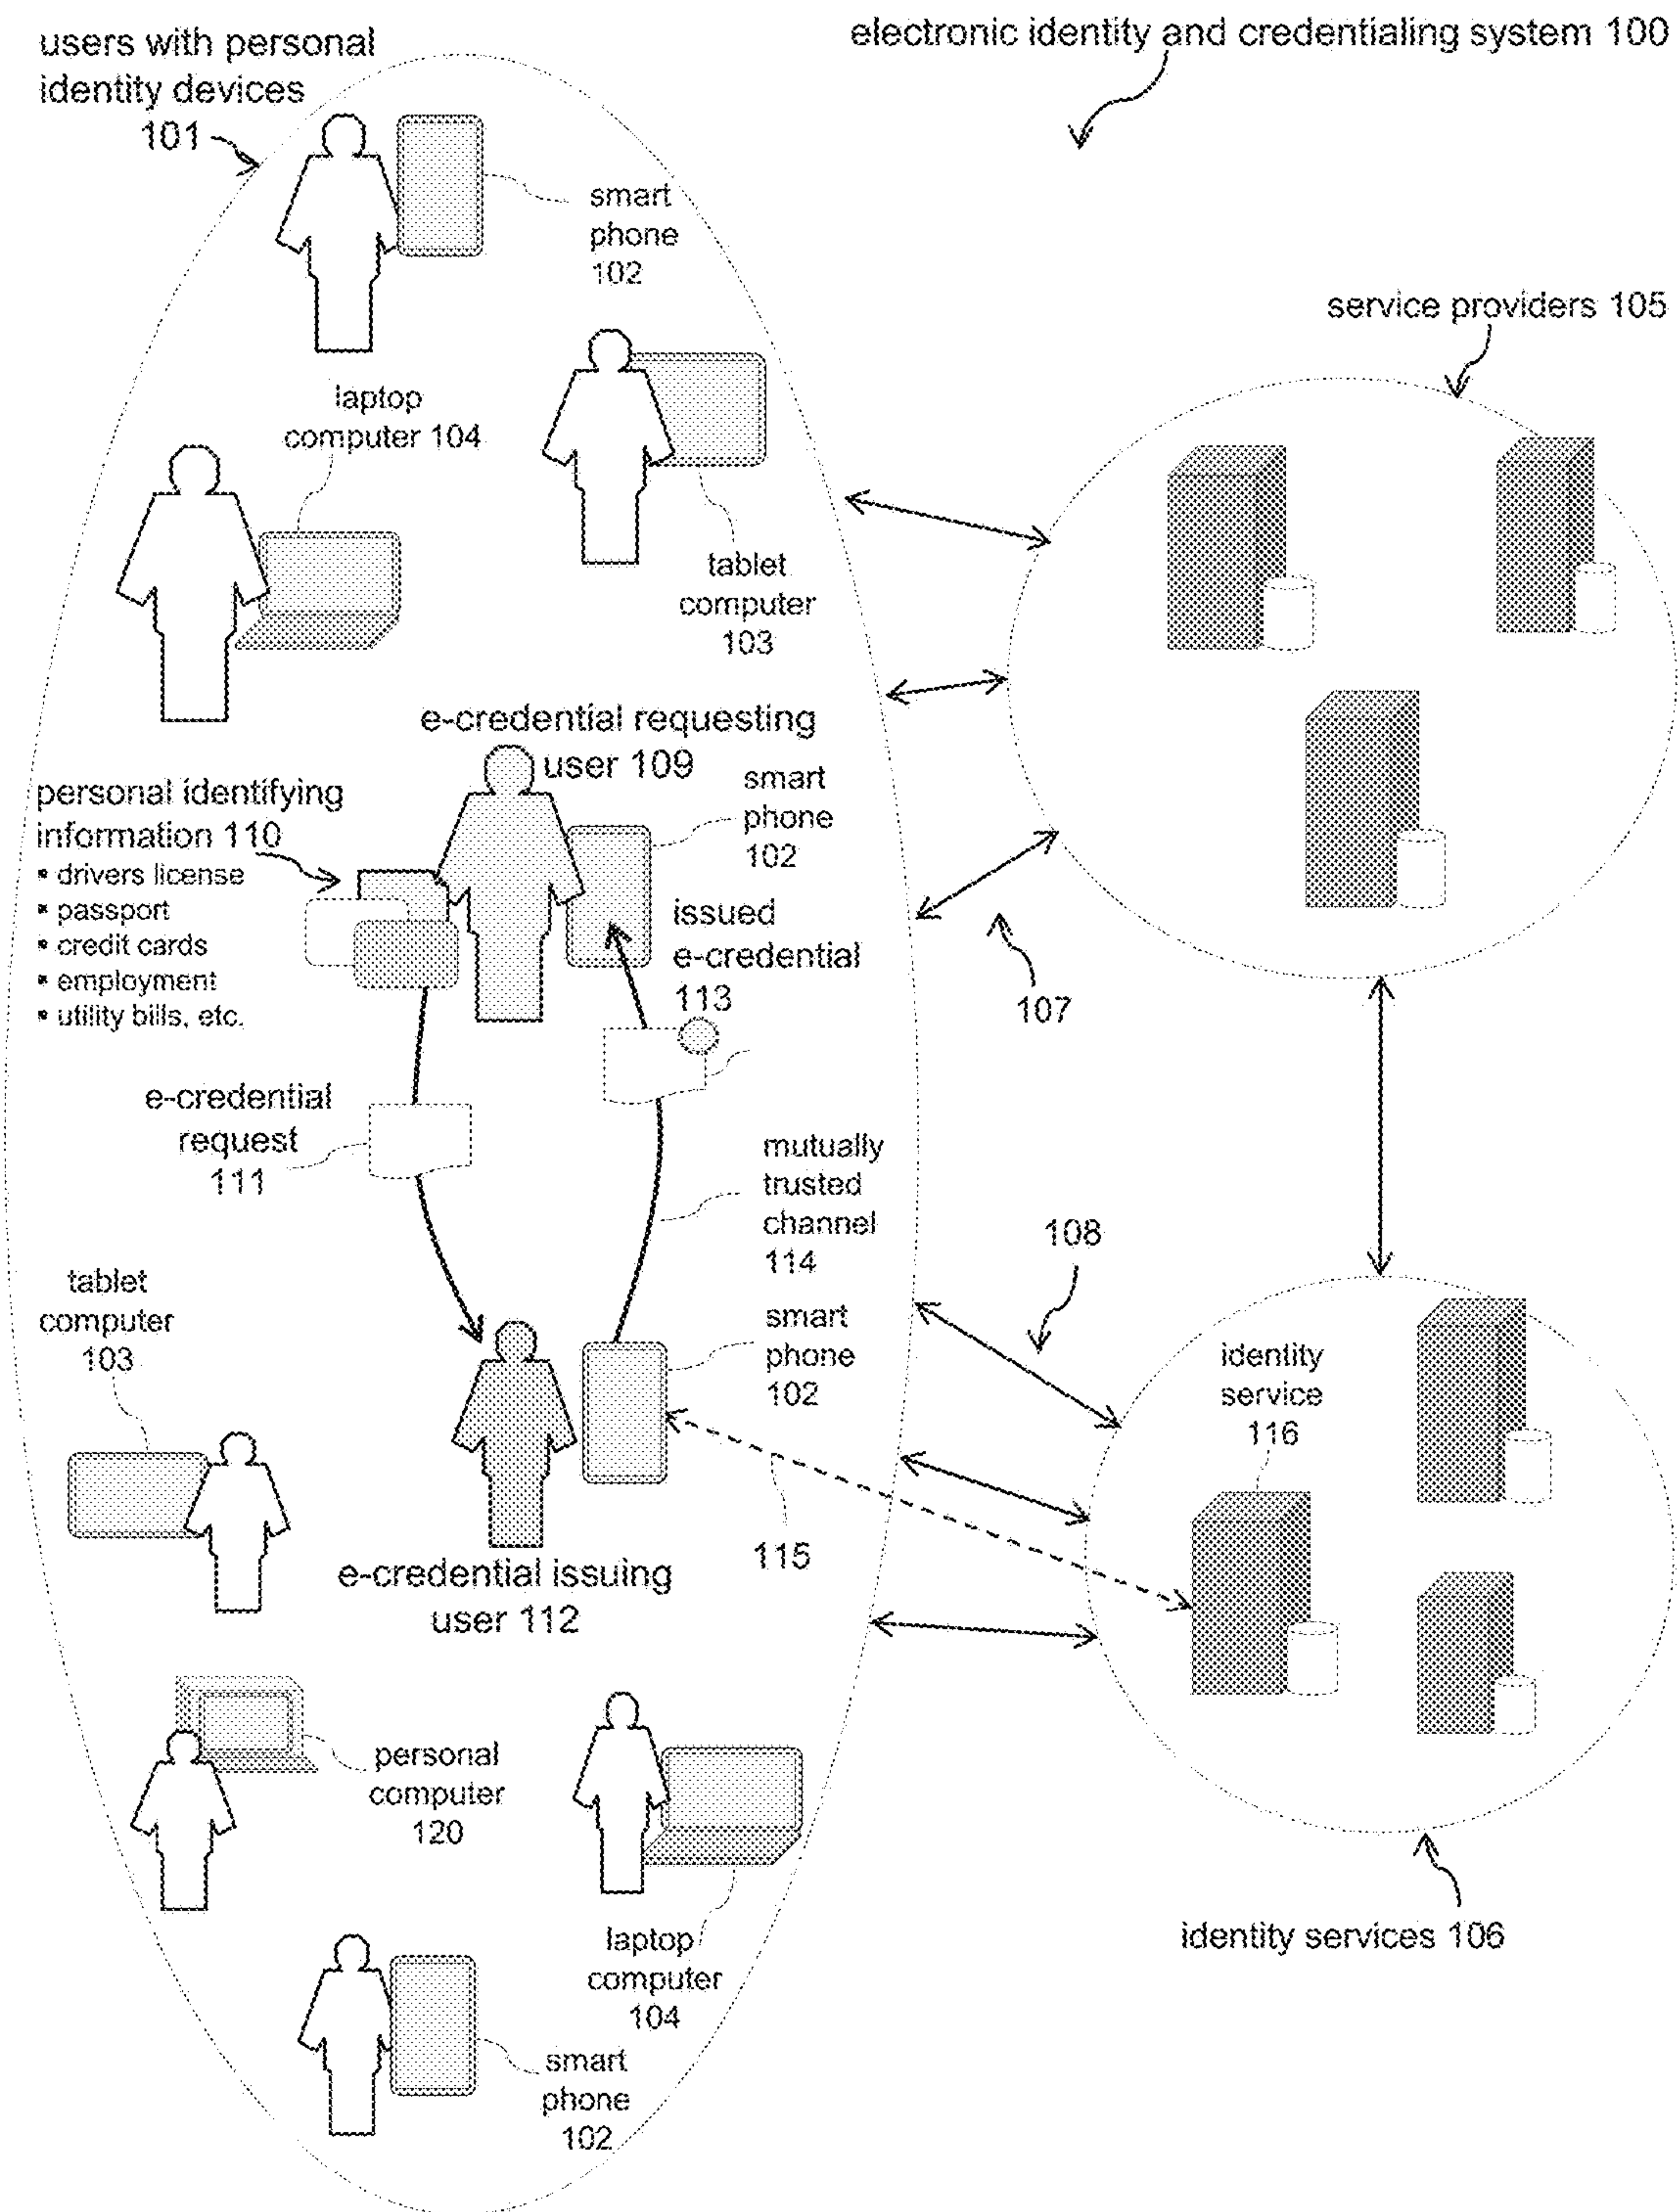 electronic identity and credentialing system 100
users with personal
identity devices
101
smart
phone
102
service providers 105
laptop
computer 104
tablet
computer
103
e-credential requesting
user 109
smart
phone
102
personal identifying
information 110
▪ drivers license
▪ passport
▪ credit cards
▪ employment
▪ utility bills, etc.
issued
e-credential
113
107
e-credential
request
111
mutually
trusted
channel
114
108
tablet
computer
103
smart
phone
102
identity
service
116
115
e-credential issuing
user 112
personal
computer
120
laptop
computer
104
identity services 106
smart
phone
102